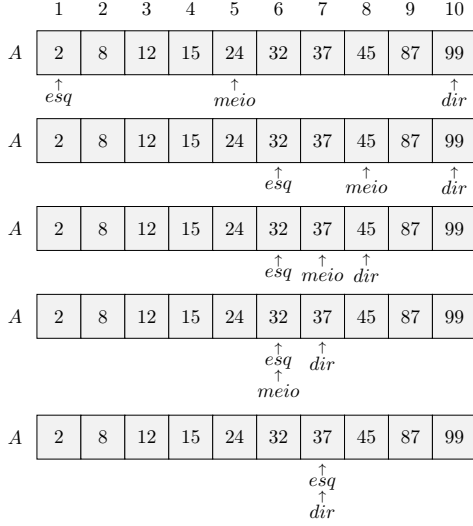 1 2 3 4 5 6 7 8 9 10
A 2 8 12 15 24 32 37 45 87 99
↑ ↑ ↑
esq meio dir
A 2 8 12 15 24 32 37 45 87 99
↑ ↑ ↑
esq meio dir
A 2 8 12 15 24 32 37 45 87 99
↑ ↑ ↑
esq meio dir
A 2 8 12 15 24 32 37 45 87 99
↑ ↑
esq dir
↑
meio
A 2 8 12 15 24 32 37 45 87 99
↑
esq
↑
dir